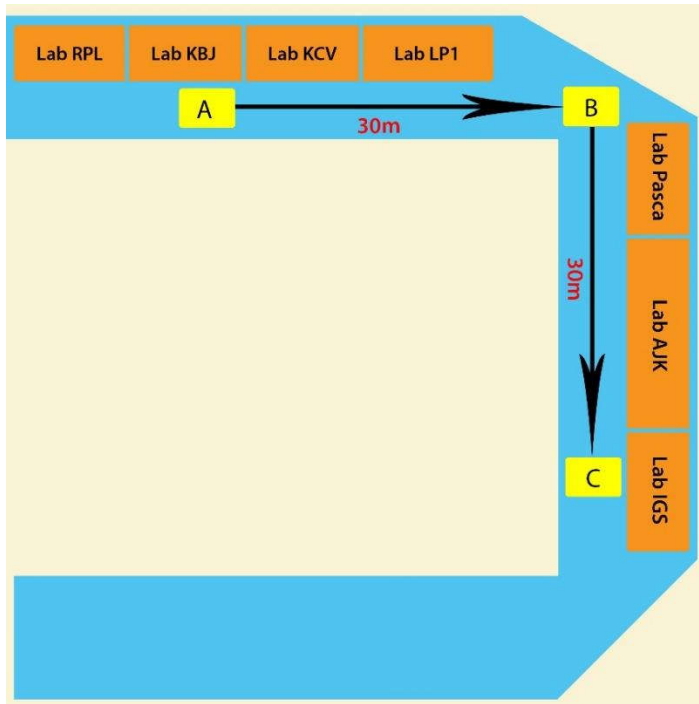 Lab RPL
Lab KBJ
Lab KCV
Lab LP1
A
B
30m
Lab Pasca
30m
Lab AJK
C
Lab IGS